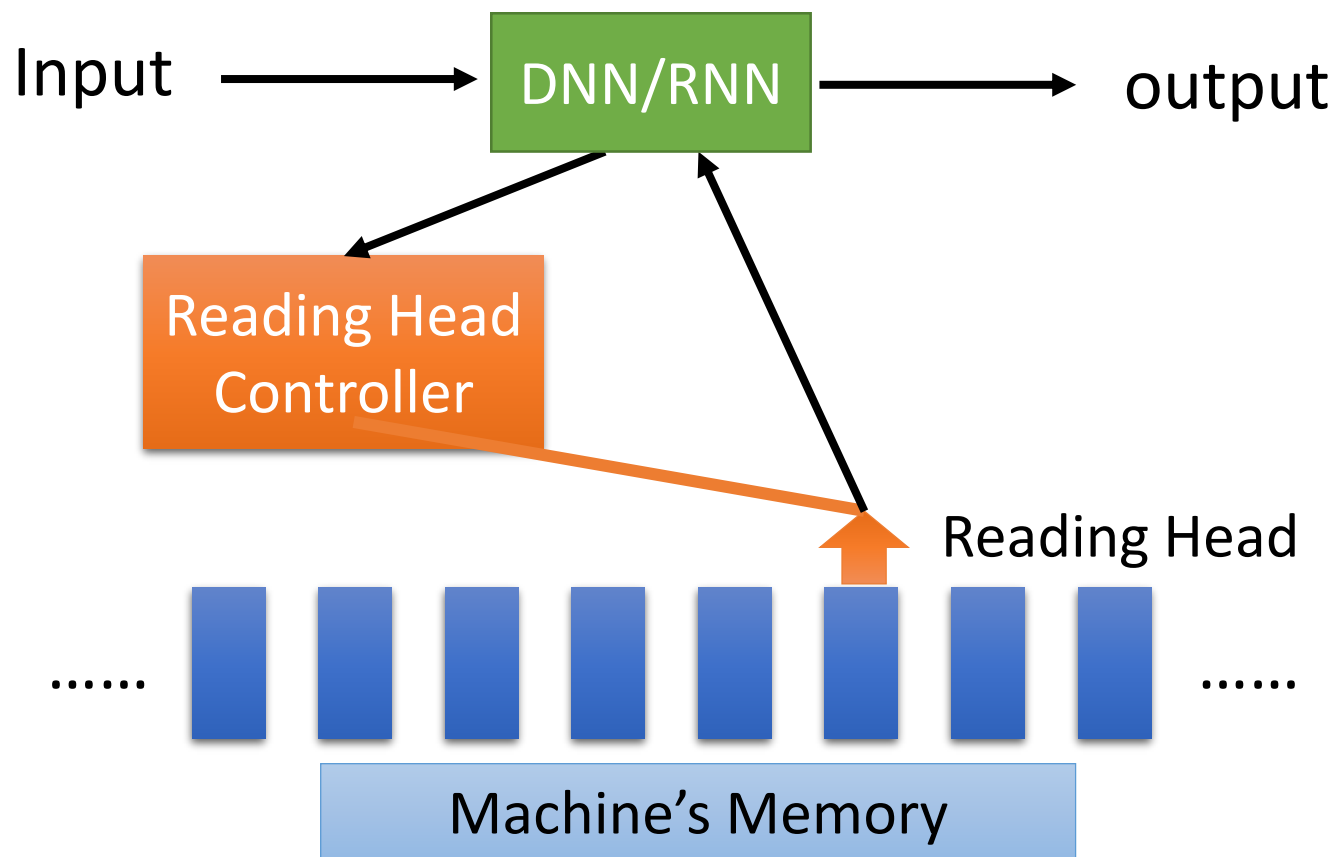 Input
DNN/RNN
output
Reading Head
Controller
Reading Head
......
......
Machine's Memory